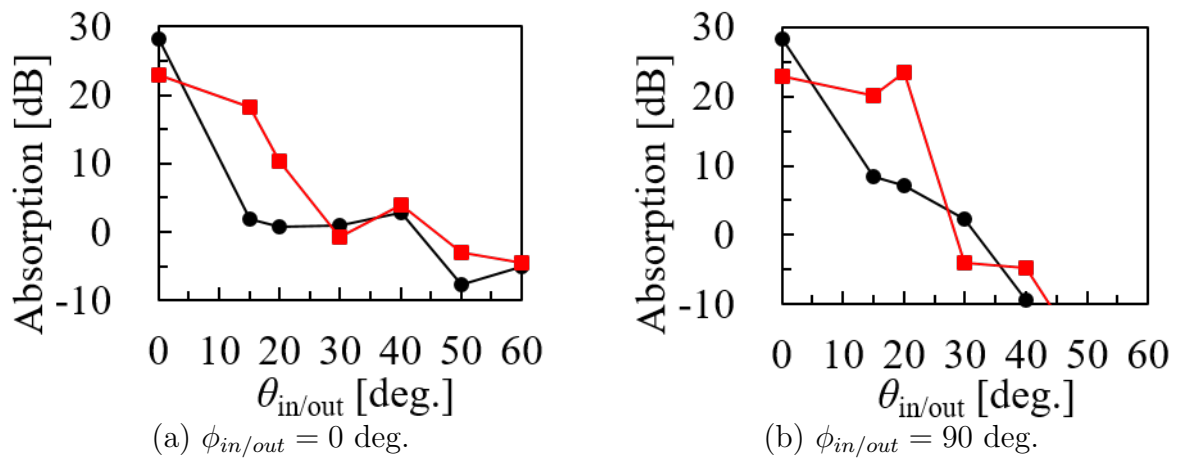 30
20
10
0
-10
Absorption [dB]
0 10 20 30 40 50 60
θin/out [deg.]
(a) ϕin/out = 0 deg.
30
20
10
0
-10
Absorption [dB]
0 10 20 30 40 50 60
θin/out [deg.]
(b) ϕin/out = 90 deg.